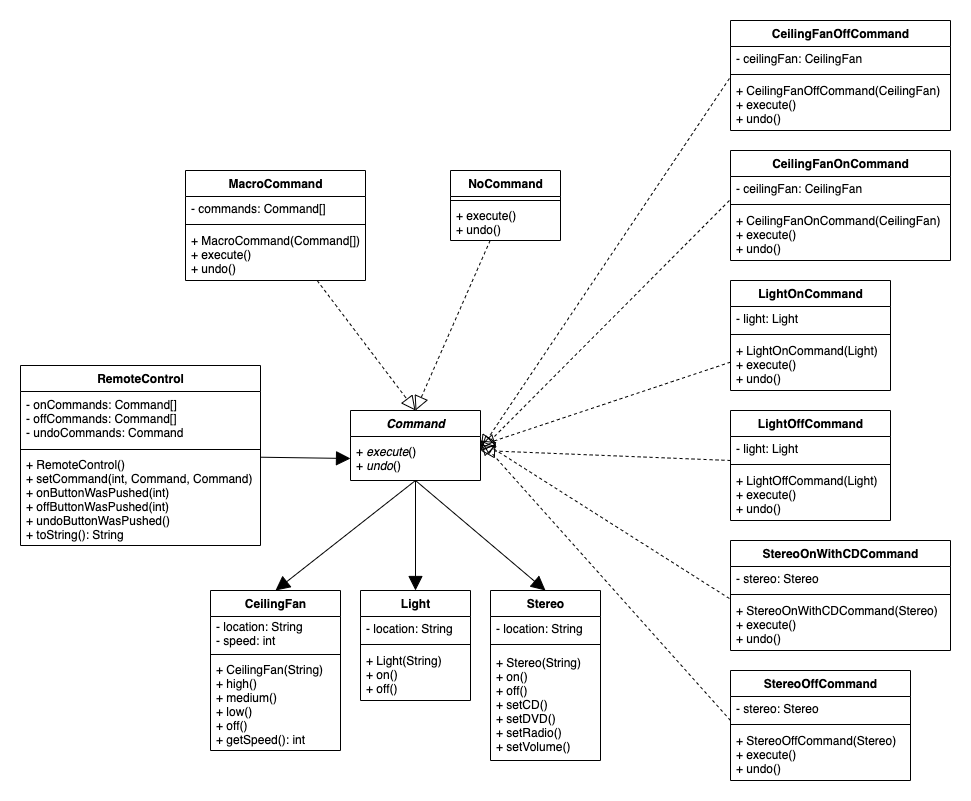 CeilingFanOffCommand
- ceilingFan: CeilingFan
+ CeilingFanOffCommand(CeilingFan)
+ execute()
+ undo()
CeilingFanOnCommand
- ceilingFan: CeilingFan
+ CeilingFanOnCommand(CeilingFan)
+ execute()
+ undo()
MacroCommand
- commands: Command[]
+ MacroCommand(Command[])
+ execute()
+ undo()
NoCommand
+ execute()
+ undo()
LightOnCommand
- light: Light
+ LightOnCommand(Light)
+ execute()
+ undo()
RemoteControl
- onCommands: Command[]
- offCommands: Command[]
- undoCommands: Command
+ RemoteControl()
+ setCommand(int, Command, Command)
+ onButtonWasPushed(int)
+ offButtonWasPushed(int)
+ undoButtonWasPushed()
+ toString(): String
Command
+ execute()
+ undo()
LightOffCommand
- light: Light
+ LightOffCommand(Light)
+ execute()
+ undo()
StereoOnWithCDCommand
- stereo: Stereo
+ StereoOnWithCDCommand(Stereo)
+ execute()
+ undo()
CeilingFan
- location: String
- speed: int
+ CeilingFan(String)
+ high()
+ medium()
+ low()
+ off()
+ getSpeed(): int
Light
- location: String
+ Light(String)
+ on()
+ off()
Stereo
- location: String
+ Stereo(String)
+ on()
+ off()
+ setCD()
+ setDVD()
+ setRadio()
+ setVolume()
StereoOffCommand
- stereo: Stereo
+ StereoOffCommand(Stereo)
+ execute()
+ undo()